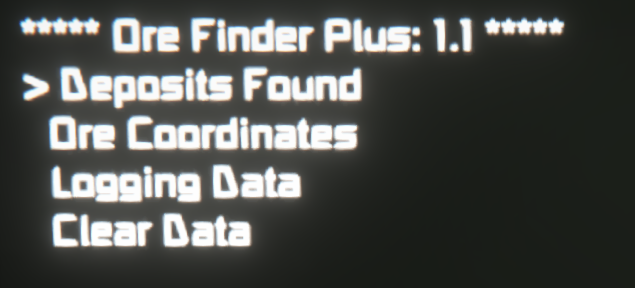 ***** Ore Finder Plus: 1.1 *****
> Deposits Found
Ore Coordinates
Logging Data
Clear Data